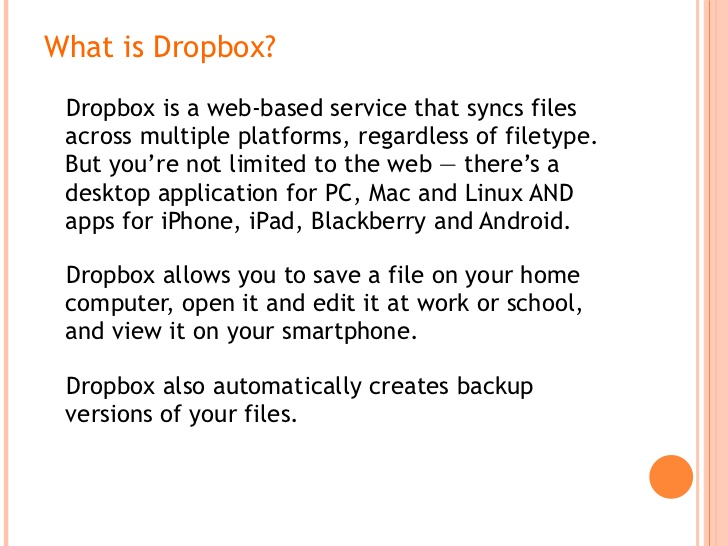 What is Dropbox?
Dropbox is a web-based service that syncs files
across multiple platforms, regardless of filetype.
But you’re not limited to the web — there’s a
desktop application for PC, Mac and Linux AND
apps for iPhone, iPad, Blackberry and Android.
Dropbox allows you to save a file on your home
computer, open it and edit it at work or school,
and view it on your smartphone.
Dropbox also automatically creates backup
versions of your files.